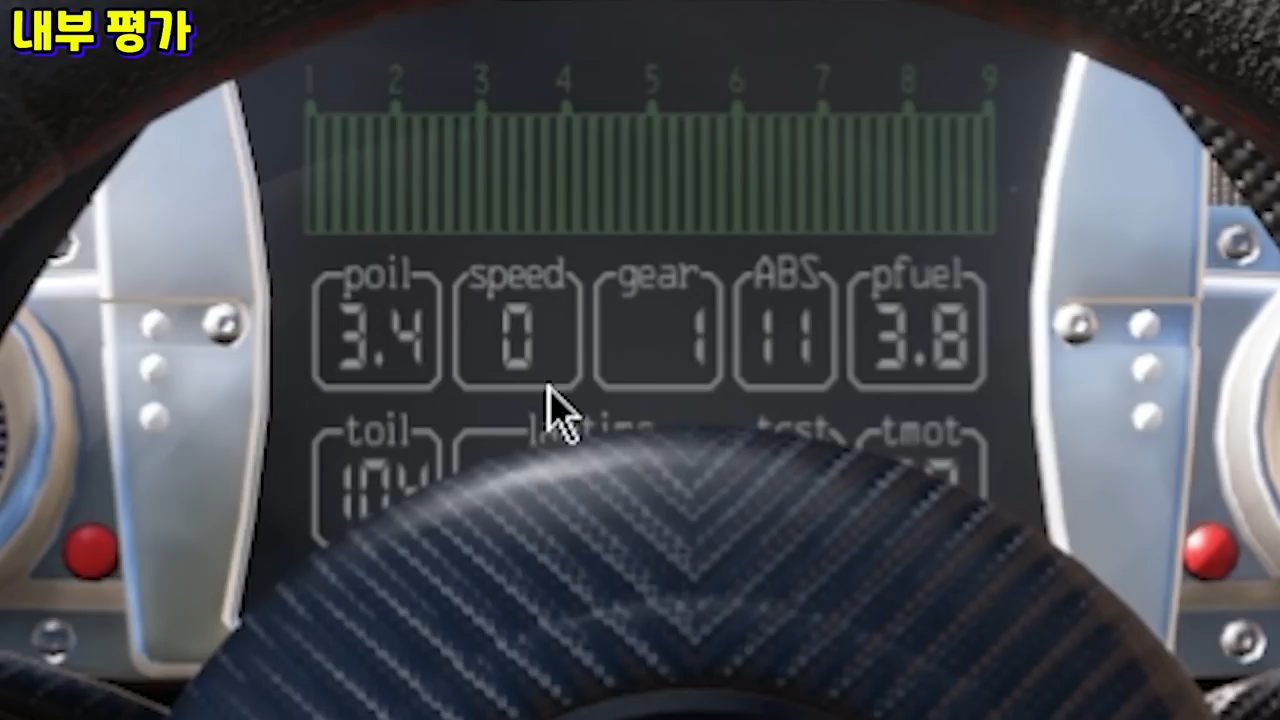 내부 평가
1 2 3 4 5 6 7 8 9
poil speed gear ABS pfuel
3.4 0 1 11 3.8
toil tmot
104